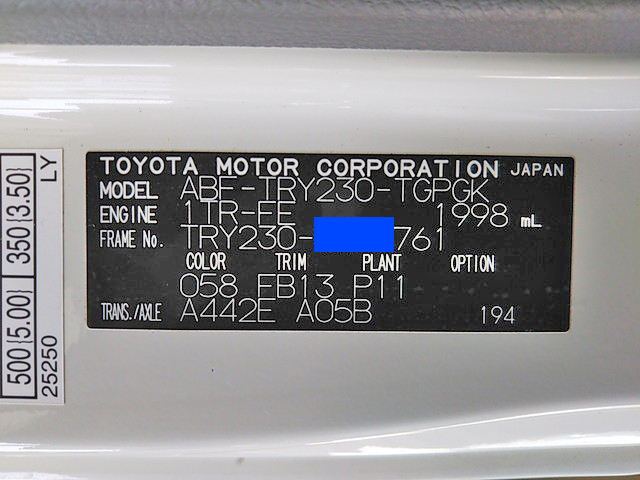 TOYOTA MOTOR CORPORATION JAPAN
MODEL ABF-TRY230-TGPGK
ENGINE 1TR-FE 1998 mL
FRAME No. TRY230- 761
COLOR TRIM PLANT OPTION
058 FB13 P11
TRANS./AXLE A442E A05B 194
500{5.00} 350{3.50} LY
25250